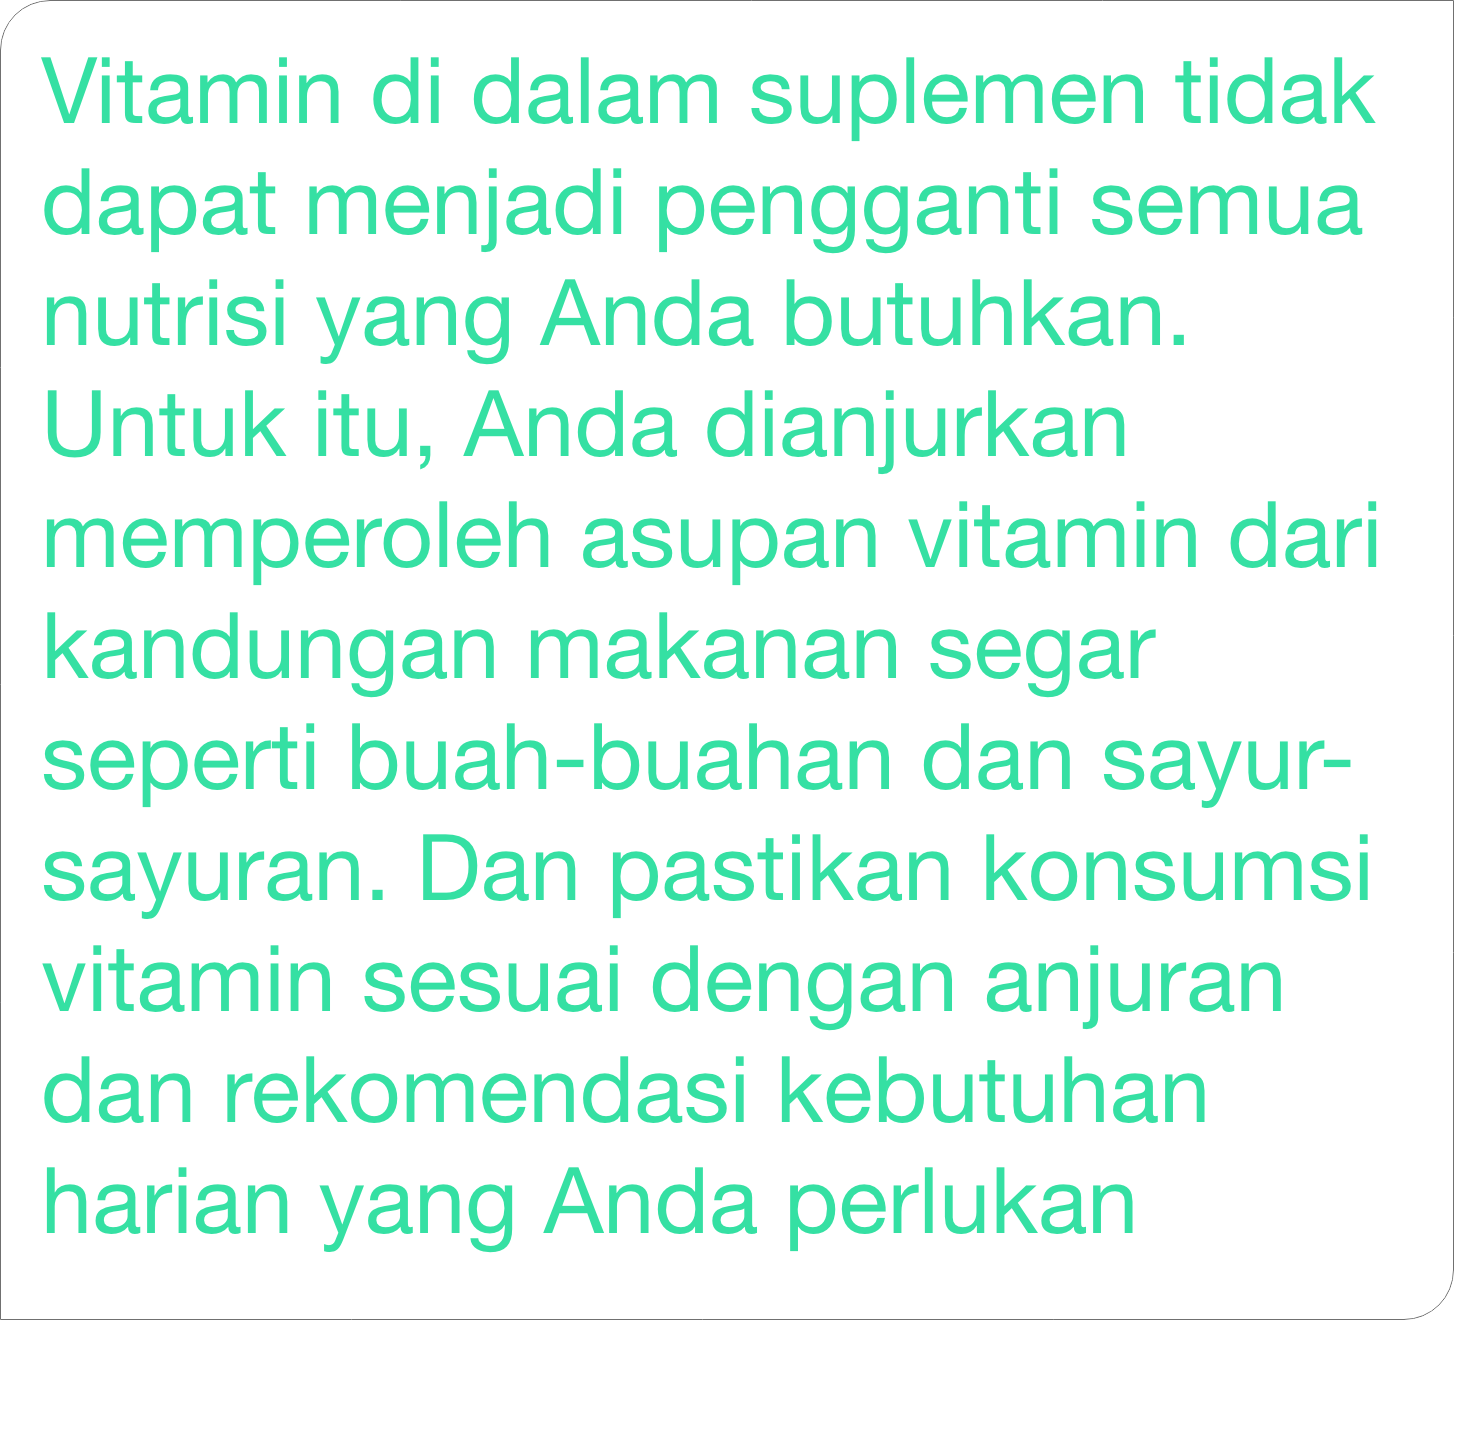 Vitamin di dalam suplemen tidak
dapat menjadi pengganti semua
nutrisi yang Anda butuhkan.
Untuk itu, Anda dianjurkan
memperoleh asupan vitamin dari
kandungan makanan segar
seperti buah-buahan dan sayur-
sayuran. Dan pastikan konsumsi
vitamin sesuai dengan anjuran
dan rekomendasi kebutuhan
harian yang Anda perlukan